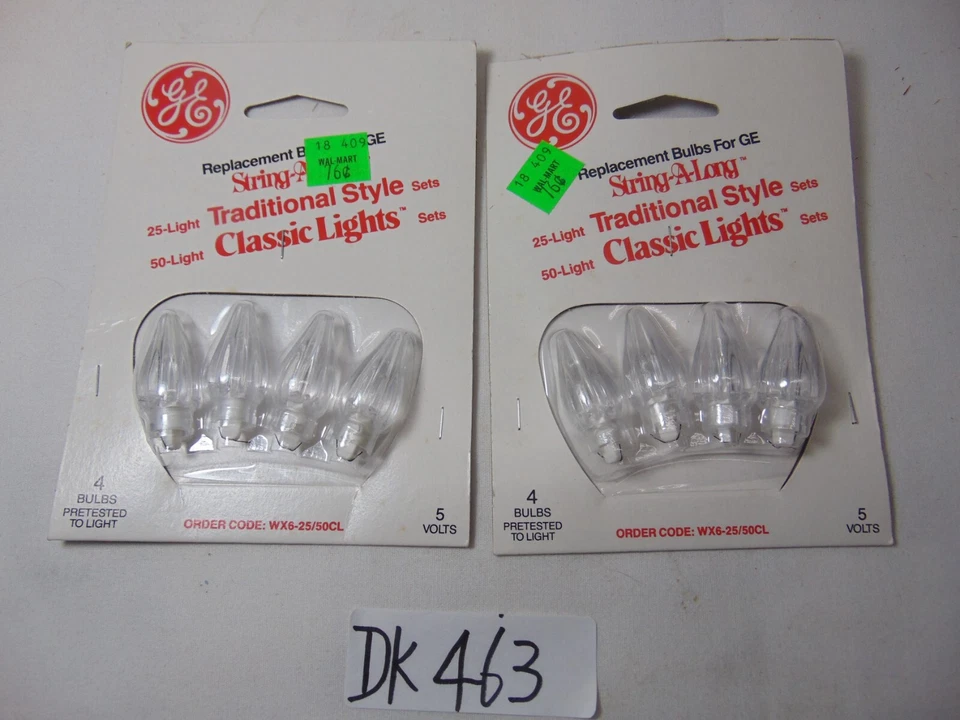 GE
18 409
WAL-MART
76¢
Replacement B GE
String-A
25-Light Traditional Style Sets
50-Light Classic Lights™ Sets
4
BULBS
PRETESTED
TO LIGHT
ORDER CODE: WX6-25/50CL
5
VOLTS
GE
18 409
WAL-MART
76¢
Replacement Bulbs For GE
String-A-Long™
25-Light Traditional Style Sets
50-Light Classic Lights™ Sets
4
BULBS
PRETESTED
TO LIGHT
ORDER CODE: WX6-25/50CL
5
VOLTS
DK463